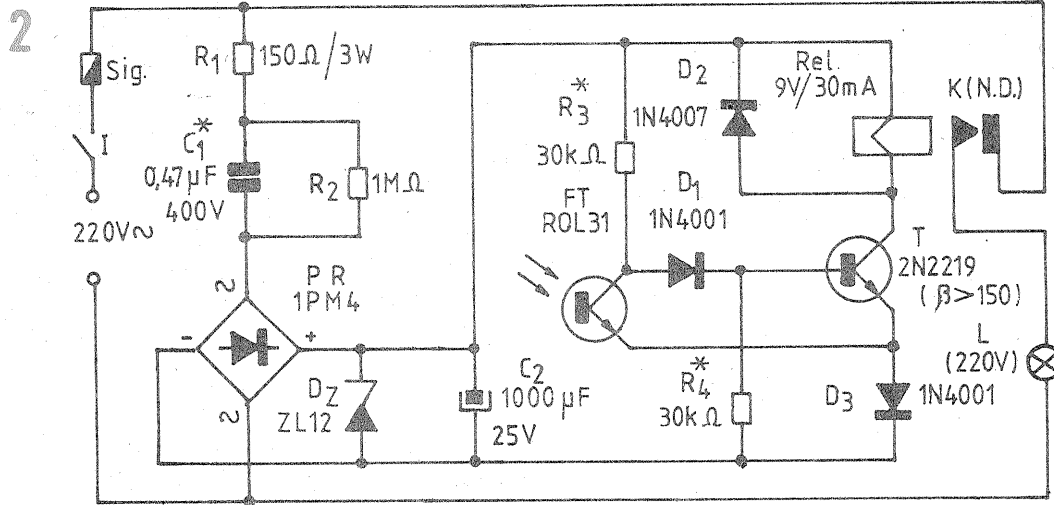 2
Sig.
I
220V~
R1 150Ω/3W
C1*
0,47µF
400V
R2 1MΩ
PR
1PM4
~
- +
~
DZ
ZL12
C2
1000µF
25V
R3*
30kΩ
FT
ROL31
D2
1N4007
D1
1N4001
Rel.
9V/30mA
K(N.D.)
T
2N2219
(β>150)
R4*
30kΩ
D3 1N4001
L
(220V)